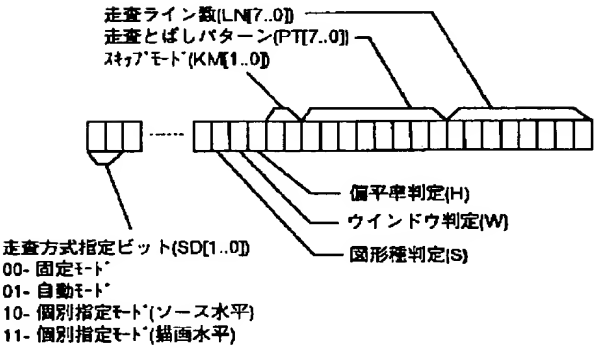 走査ライン数(LN[7..0])
走査とばしパターン(PT[7..0])
ｽｷｯﾌﾟﾓｰﾄﾞ(KM[1..0])
偏平率判定(H)
ウインドウ判定(W)
図形種判定(S)
走査方式指定ビット(SD[1..0])
00- 固定ﾓｰﾄﾞ
01- 自動ﾓｰﾄﾞ
10- 個別指定ﾓｰﾄﾞ(ソース水平)
11- 個別指定ﾓｰﾄﾞ(描画水平)